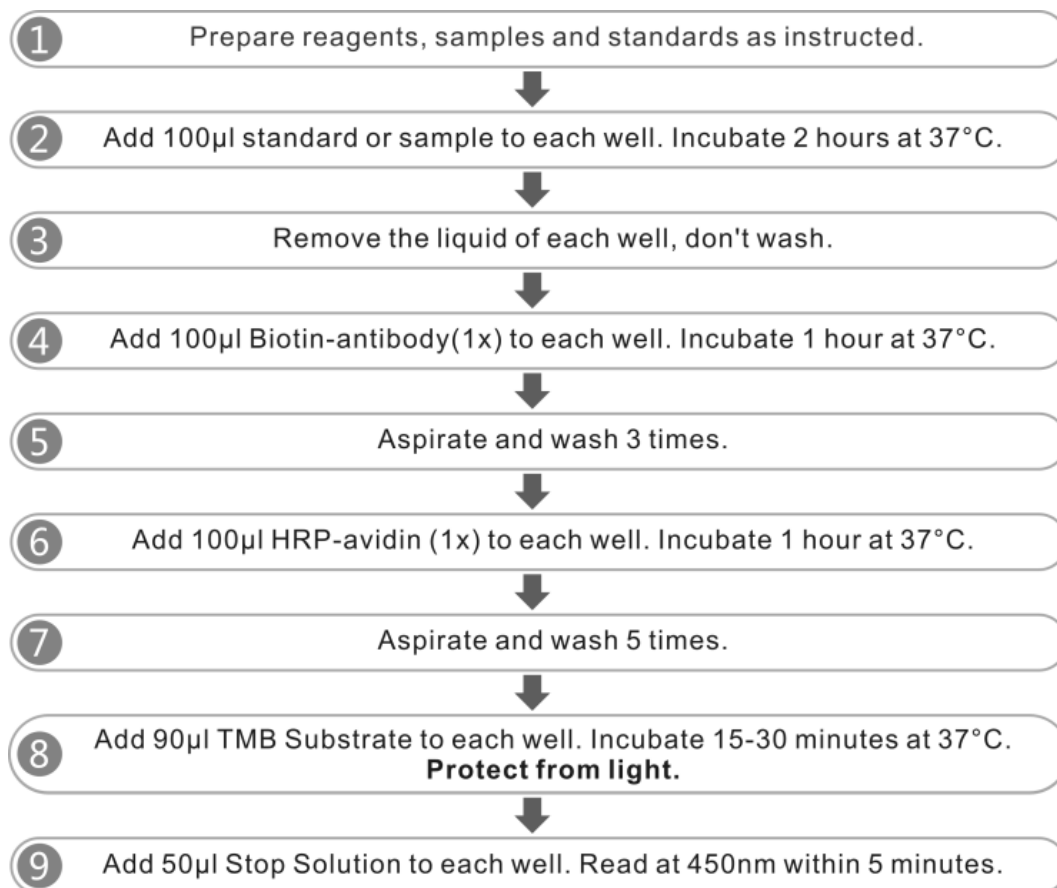 1 Prepare reagents, samples and standards as instructed.
2 Add 100µl standard or sample to each well. Incubate 2 hours at 37°C.
3 Remove the liquid of each well, don't wash.
4 Add 100µl Biotin-antibody(1x) to each well. Incubate 1 hour at 37°C.
5 Aspirate and wash 3 times.
6 Add 100µl HRP-avidin (1x) to each well. Incubate 1 hour at 37°C.
7 Aspirate and wash 5 times.
8 Add 90µl TMB Substrate to each well. Incubate 15-30 minutes at 37°C.
Protect from light.
9 Add 50µl Stop Solution to each well. Read at 450nm within 5 minutes.